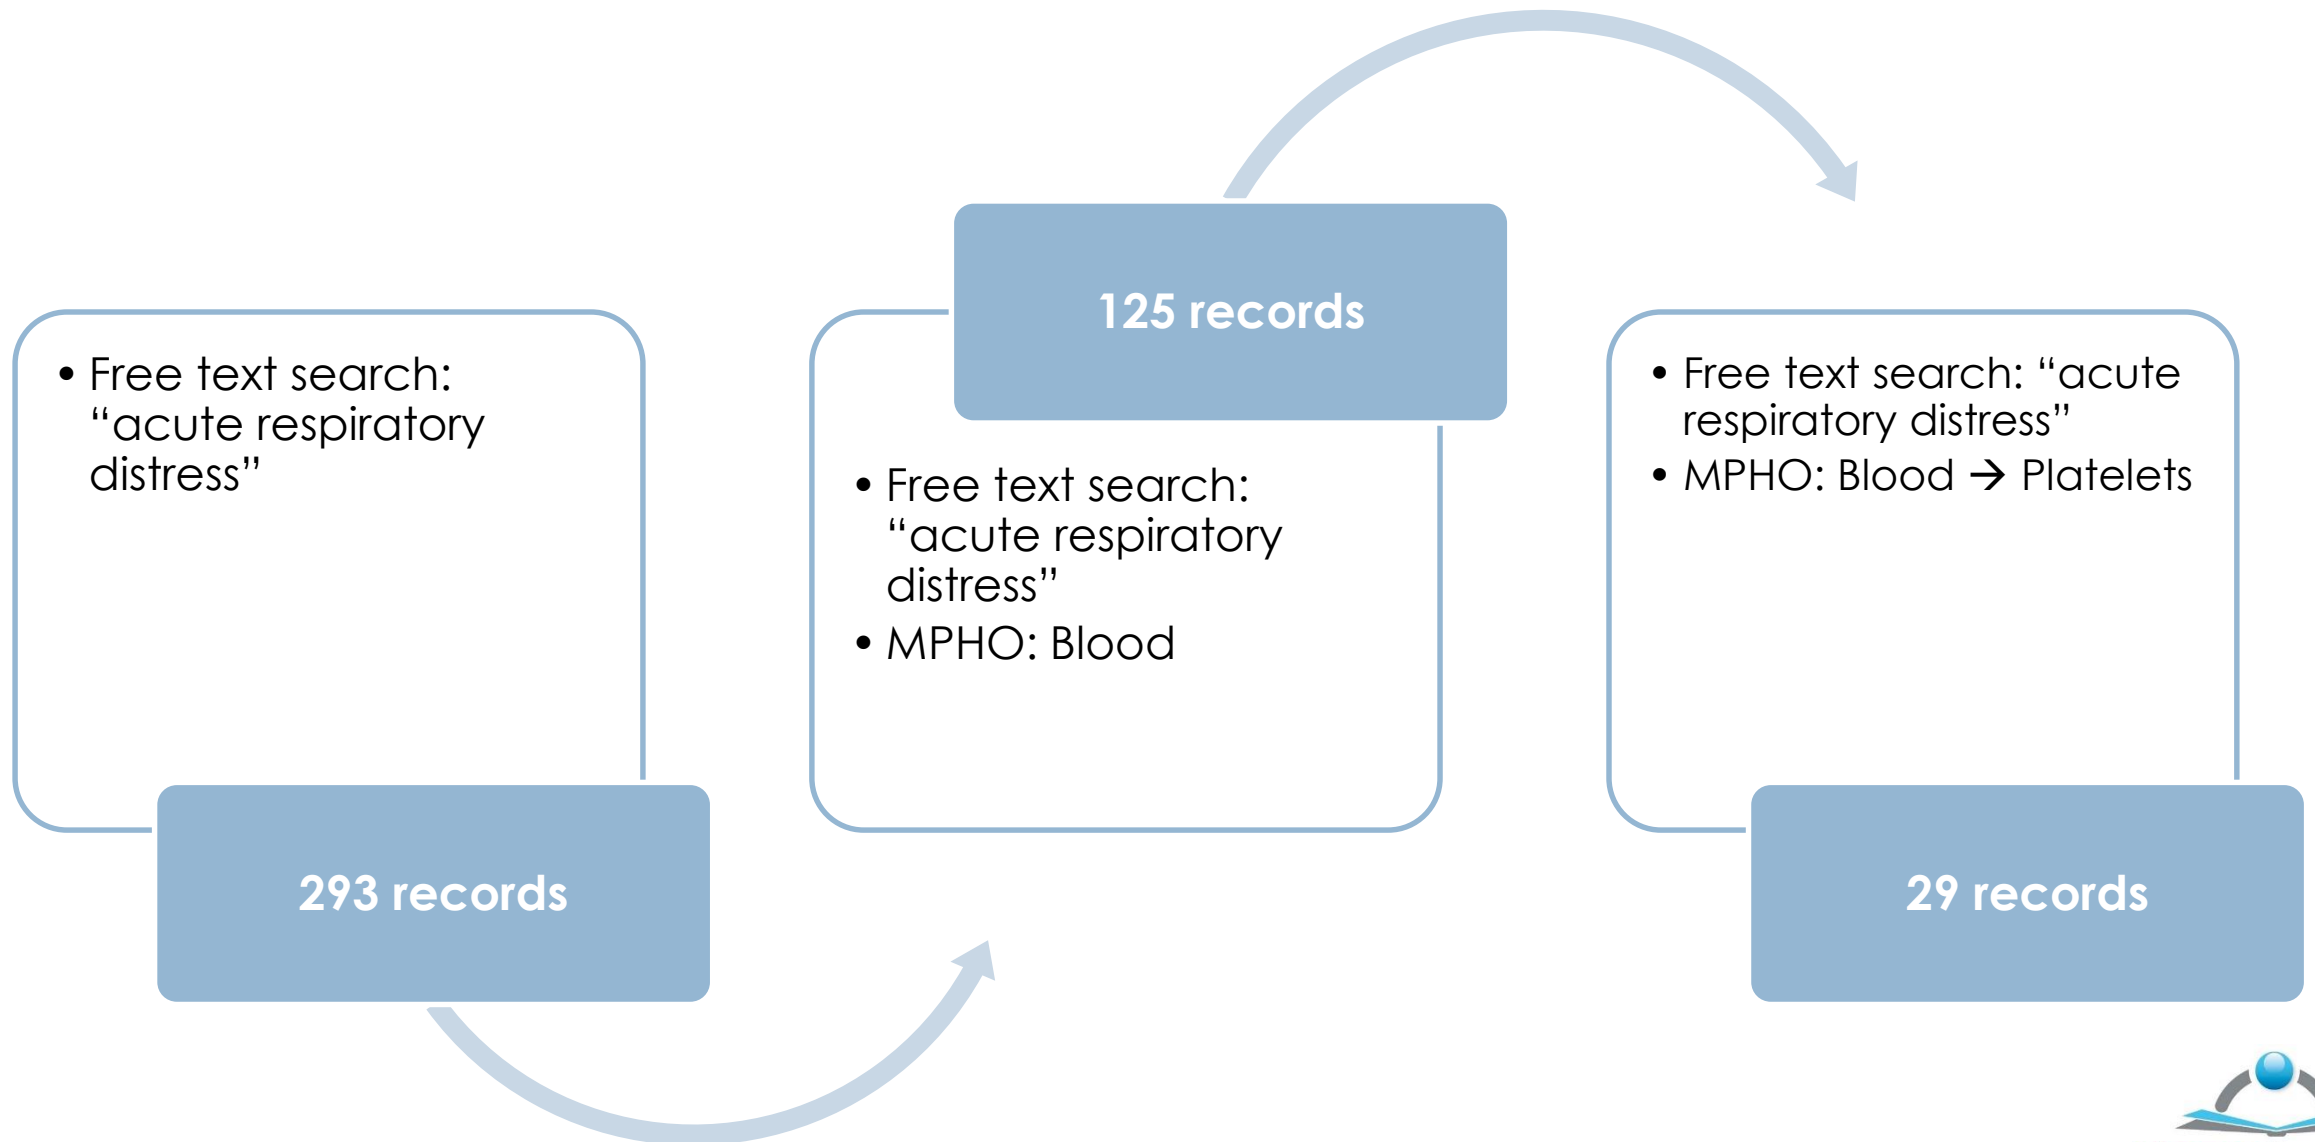 • Free text search:
“acute respiratory
distress”
293 records
125 records
• Free text search:
“acute respiratory
distress”
• MPHO: Blood
• Free text search: “acute
respiratory distress”
• MPHO: Blood → Platelets
29 records